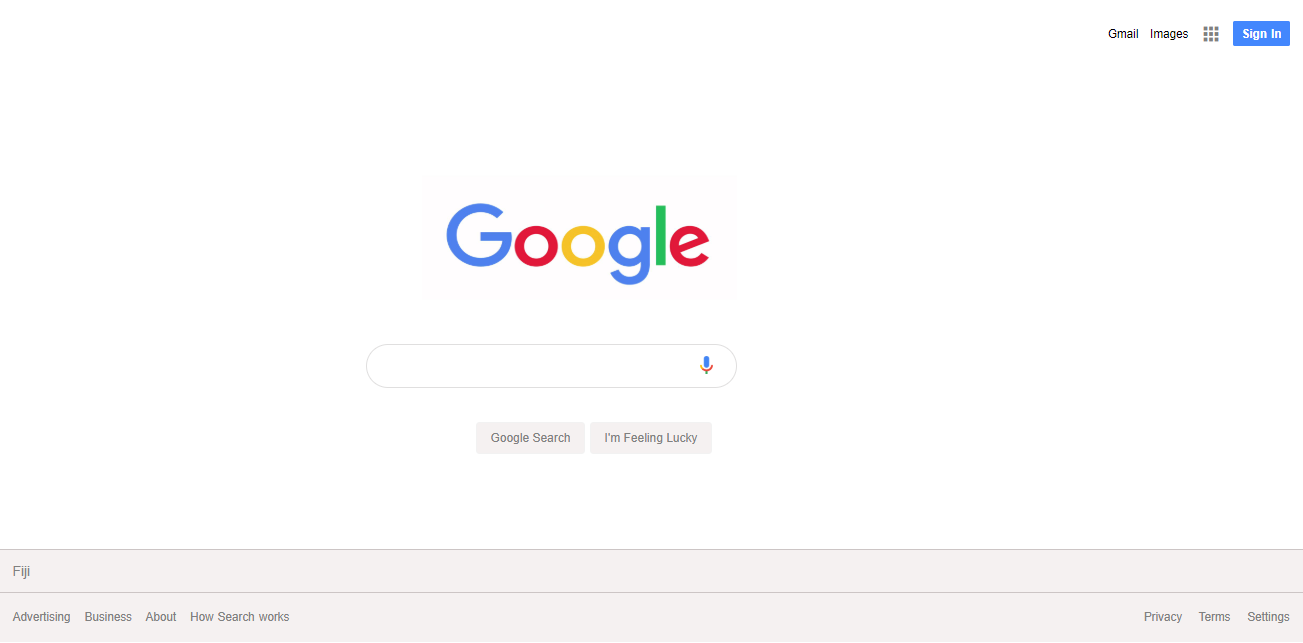 Gmail Images Sign In
Google
Google Search I'm Feeling Lucky
Fiji
Advertising Business About How Search works Privacy Terms Settings